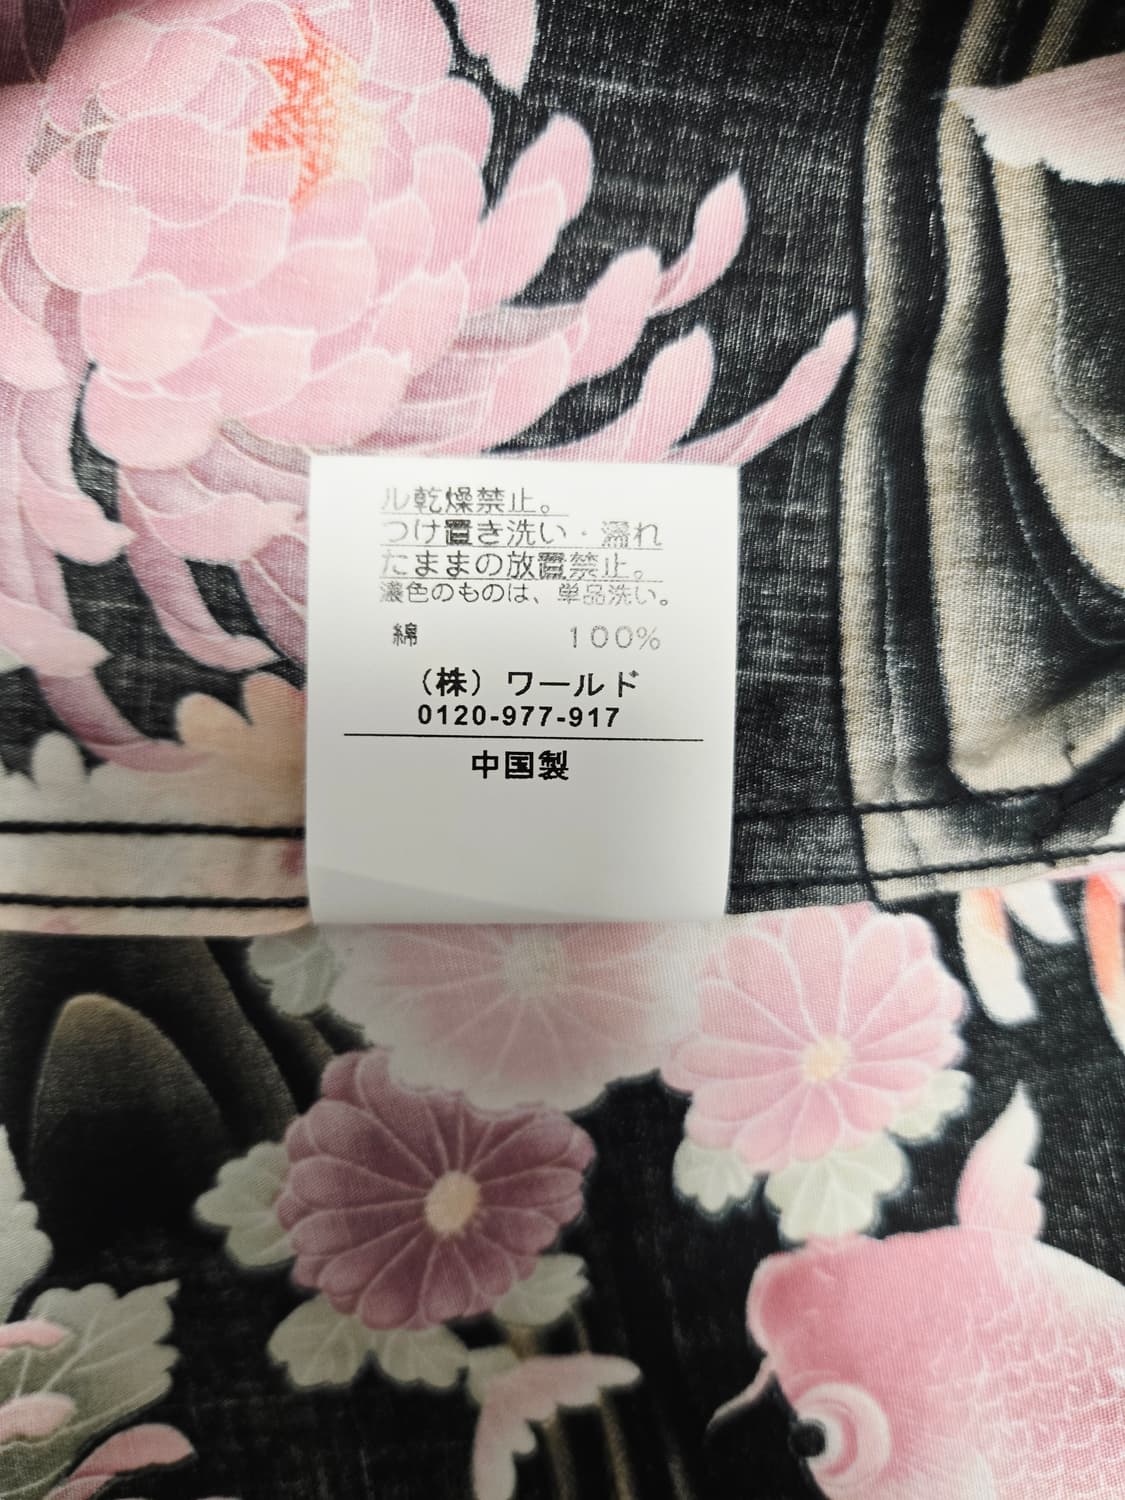 ル乾燥禁止。
つけ置き洗い・濡れ
たままの放置禁止。
濃色のものは、単品洗い。
綿 100%
（株）ワールド
0120-977-917
中国製